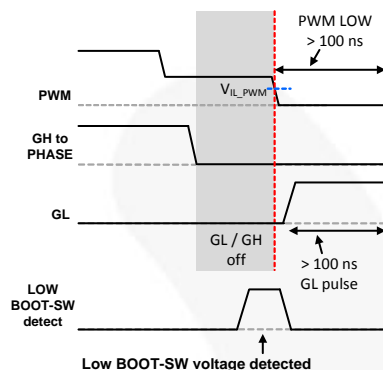 PWM LOW
> 100 ns
V_IL_PWM
PWM
GH to
PHASE
GL
GL / GH
off
> 100 ns
GL pulse
LOW
BOOT-SW
detect
Low BOOT-SW voltage detected